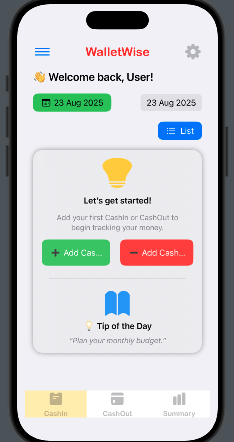 WalletWise
👋 Welcome back, User!
23 Aug 2025
23 Aug 2025
List
Let's get started!
Add your first CashIn or CashOut to
begin tracking your money.
+ Add Cas...
− Add Cash...
💡 Tip of the Day
"Plan your monthly budget."
CashIn
CashOut
Summary